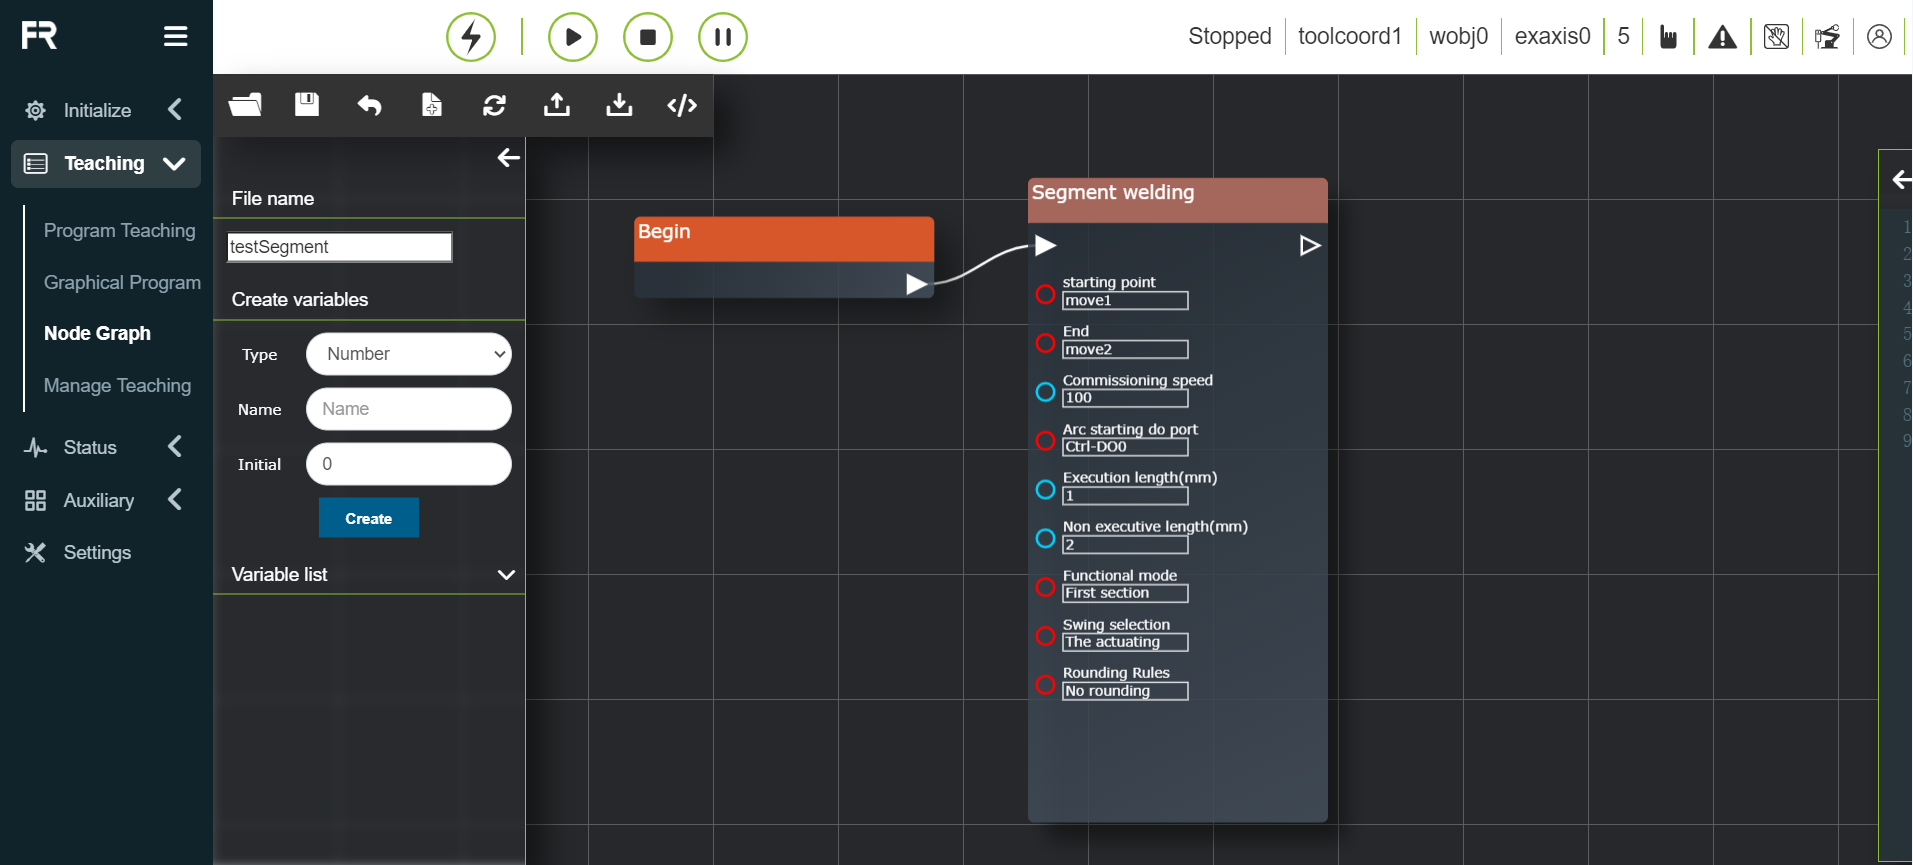 FR
Stopped
toolcoord1
wobj0
exaxis0
5
Initialize
Teaching
Program Teaching
Graphical Program
Node Graph
Manage Teaching
Status
Auxiliary
Settings
File name
testSegment
Create variables
Type
Number
Name
Name
Initial
0
Create
Variable list
Begin
Segment welding
starting point
move1
End
move2
Commissioning speed
100
Arc starting do port
Ctrl-DO0
Execution length(mm)
1
Non executive length(mm)
2
Functional mode
First section
Swing selection
The actuating
Rounding Rules
No rounding
1
2
3
4
5
6
7
8
9